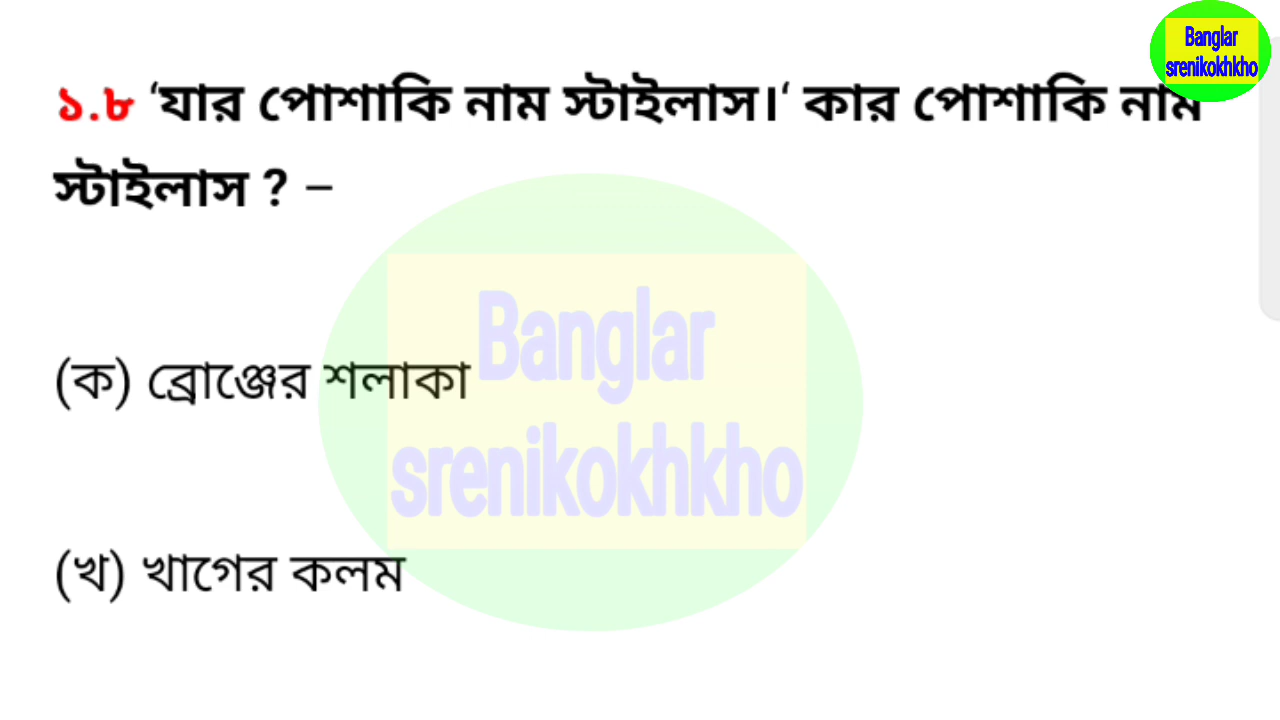 Banglar
srenikokhkho
১.৮ ‘যার পোশাকি নাম স্টাইলাস।‘ কার পোশাকি নাম
স্টাইলাস ? –
(ক) ব্রোঞ্জের শলাকা
Banglar
srenikokhkho
(খ) খাগের কলম